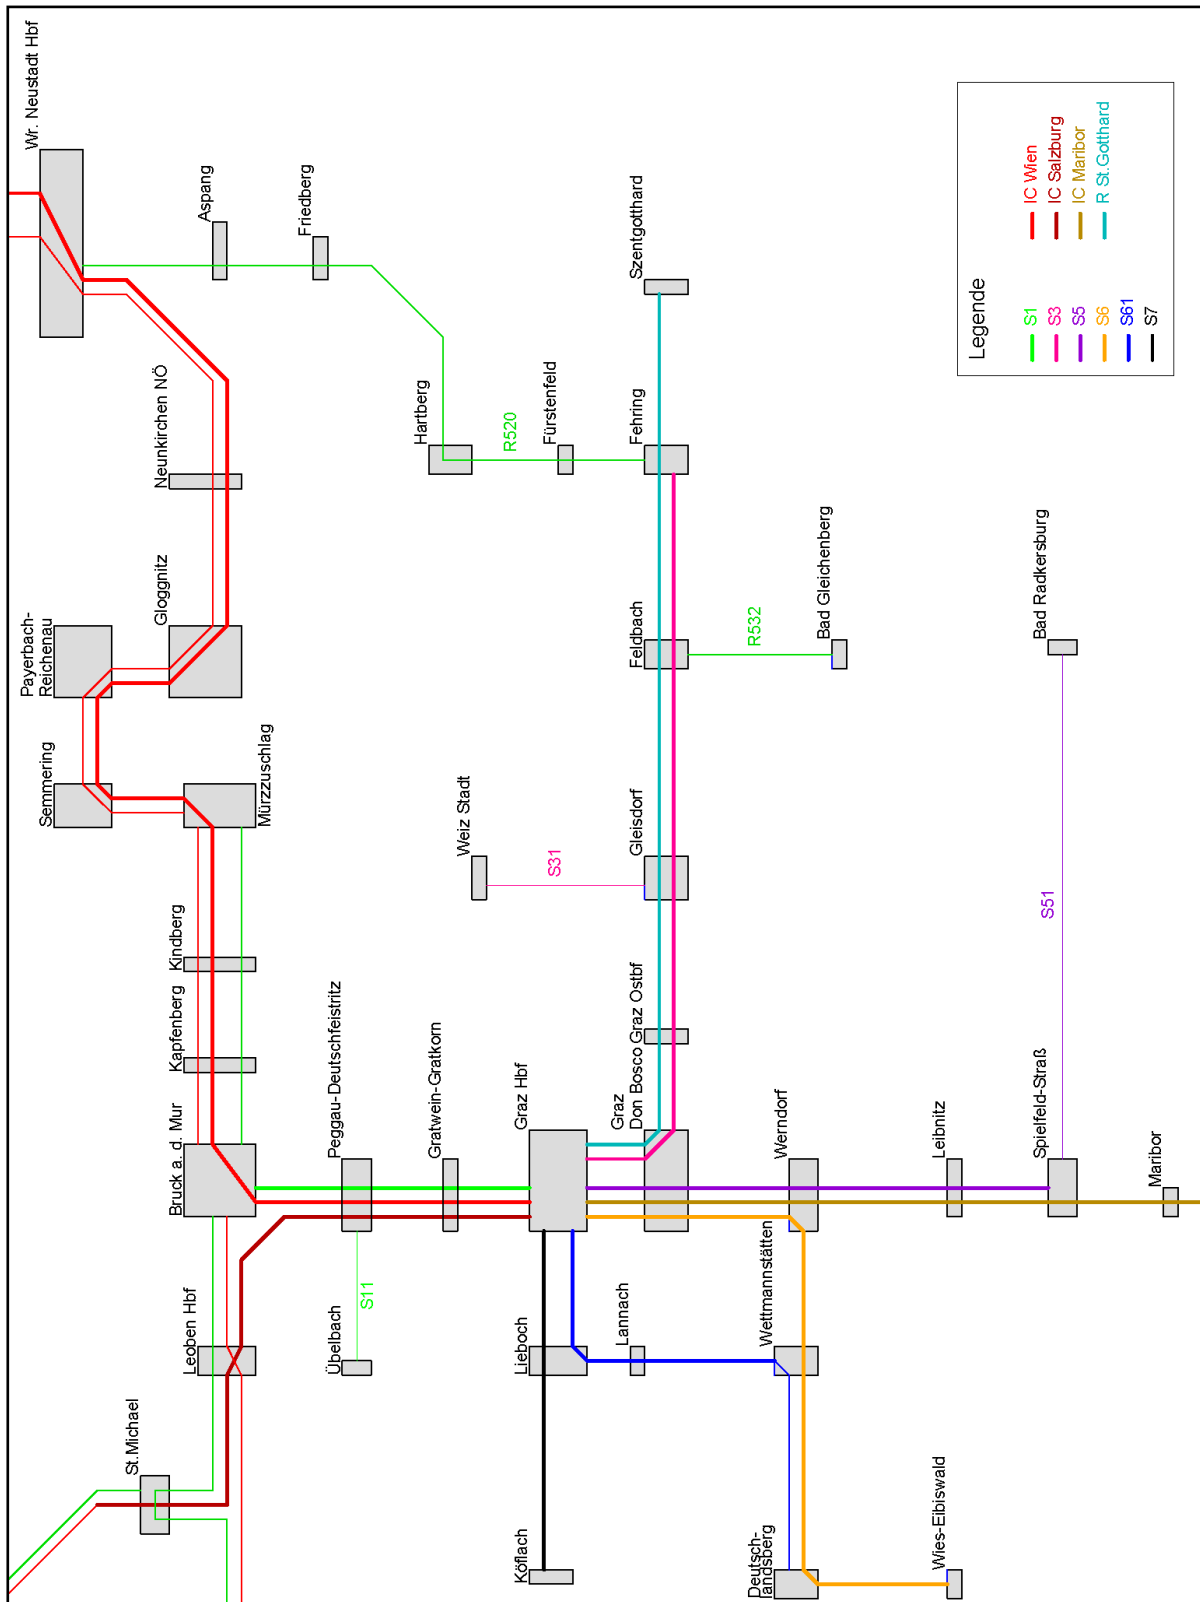 Wr. Neustadt Hbf
Aspang
Friedberg
Neunkirchen NÖ
Hartberg
R520
Fürstenfeld
Fehring
Szentgotthard
Payerbach-
Reichenau
Gloggnitz
Semmering
Mürzzuschlag
Kindberg
Kapfenberg
Bruck a. d. Mur
Leoben Hbf
St.Michael
Peggau-Deutschfeistritz
Gratwein-Gratkorn
S11
Übelbach
Graz Hbf
Graz
Don Bosco
Graz Ostbf
Gleisdorf
S31
Weiz Stadt
Feldbach
R532
Bad Gleichenberg
Lieboch
Köflach
Lannach
Wettmannstätten
Deutsch-
landsberg
Wies-Eibiswald
Werndorf
Leibnitz
Spielfeld-Straß
S51
Bad Radkersburg
Maribor
Legende
S1
S3
S5
S6
S61
S7
IC Wien
IC Salzburg
IC Maribor
R St.Gotthard